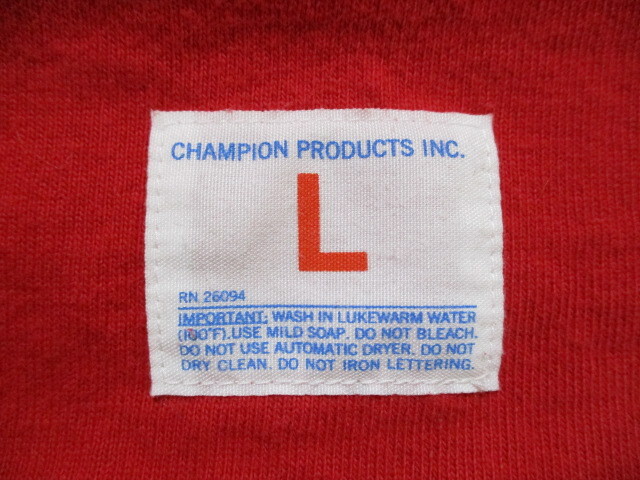 CHAMPION PRODUCTS INC.
L
RN 26094
IMPORTANT: WASH IN LUKEWARM WATER
(100°F). USE MILD SOAP. DO NOT BLEACH.
DO NOT USE AUTOMATIC DRYER. DO NOT
DRY CLEAN. DO NOT IRON LETTERING.